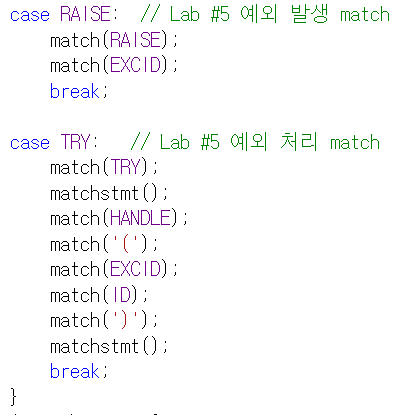 case RAISE:  // Lab #5 예외 발생 match
    match(RAISE);
    match(EXCID);
    break;

case TRY:   // Lab #5 예외 처리 match
    match(TRY);
    matchstmt();
    match(HANDLE);
    match('(');
    match(EXCID);
    match(ID);
    match(')');
    matchstmt();
    break;
}